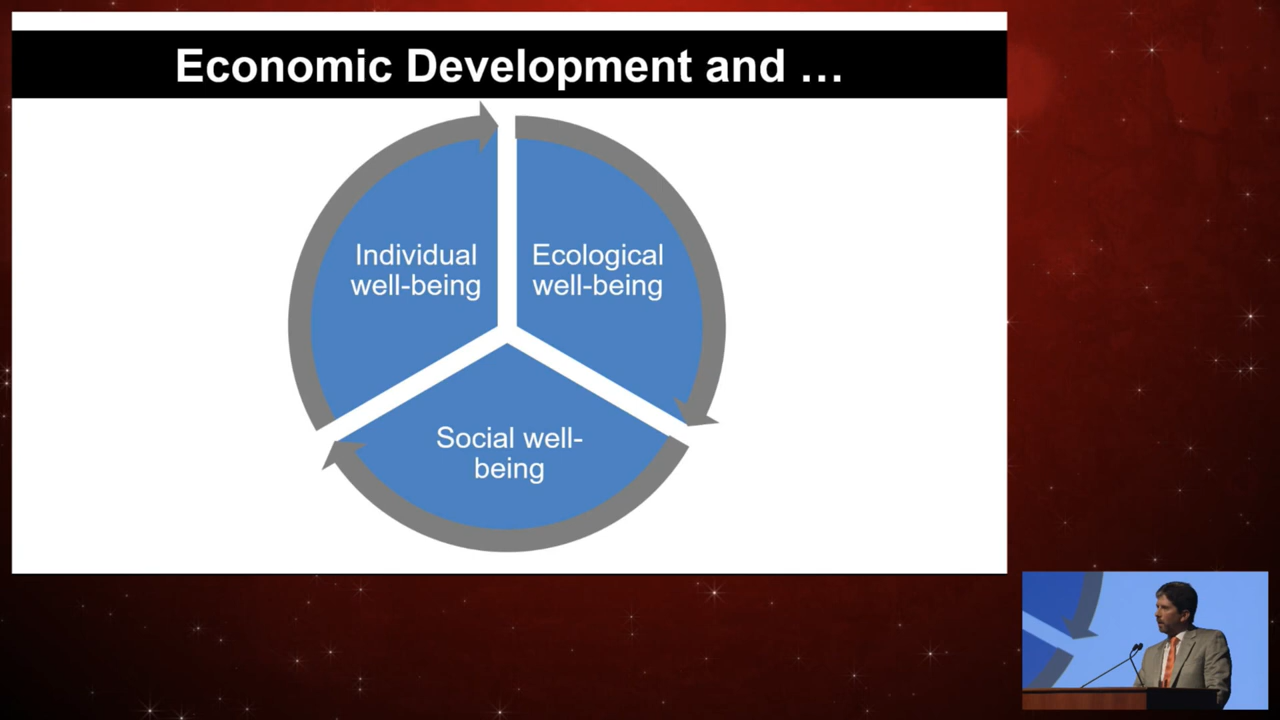 Economic Development and …
Individual
well-being
Ecological
well-being
Social well-
being